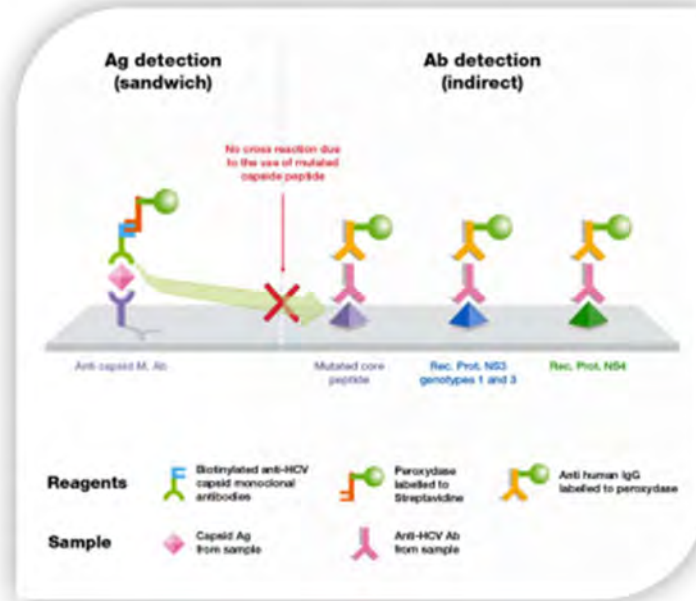 Ag detection
(sandwich)
Ab detection
(indirect)
No cross reaction due
to the use of mutated
capside peptide
Anti capsid M. Ab
Mutated core
peptide
Rec. Prot. NS3
genotypes 1 and 3
Rec. Prot. NS4
Reagents
Biotinylated anti-HCV
capsid monoclonal
antibodies
Peroxydase
labelled to
Streptavidine
Anti human IgG
labelled to peroxydase
Sample
Capsid Ag
from sample
Anti-HCV Ab
from sample